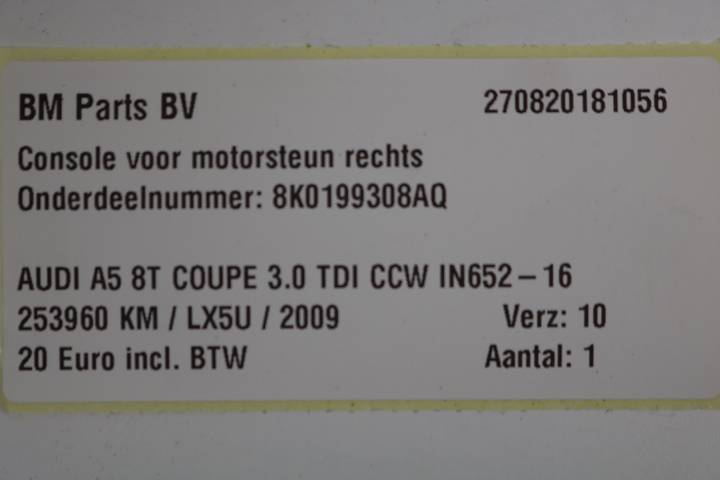 BM Parts BV 270820181056
Console voor motorsteun rechts
Onderdeelnummer: 8K0199308AQ
AUDI A5 8T COUPE 3.0 TDI CCW IN652 – 16
253960 KM / LX5U / 2009 Verz: 10
20 Euro incl. BTW Aantal: 1